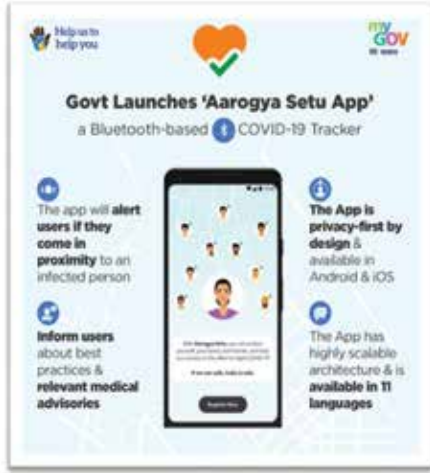 Help us to
help you
my
GOV
Govt Launches 'Aarogya Setu App'
a Bluetooth-based COVID-19 Tracker
The app will alert
users if they
come in
proximity to an
infected person
The App is
privacy-first by
design &
available in
Android & iOS
Inform users
about best
practices &
relevant medical
advisories
The App has
highly scalable
architecture & is
available in 11
languages